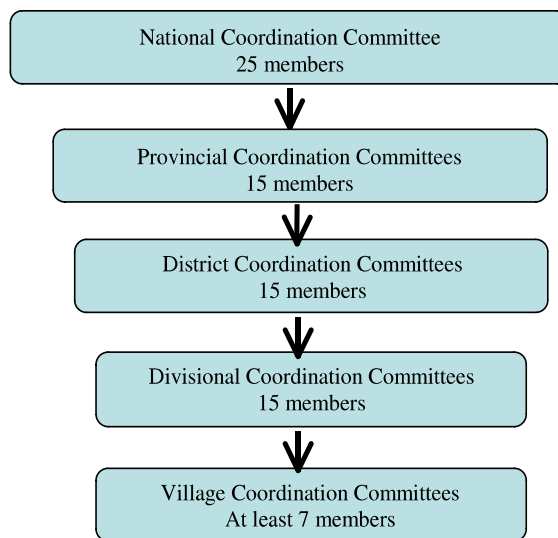 National Coordination Committee
25 members
Provincial Coordination Committees
15 members
District Coordination Committees
15 members
Divisional Coordination Committees
15 members
Village Coordination Committees
At least 7 members